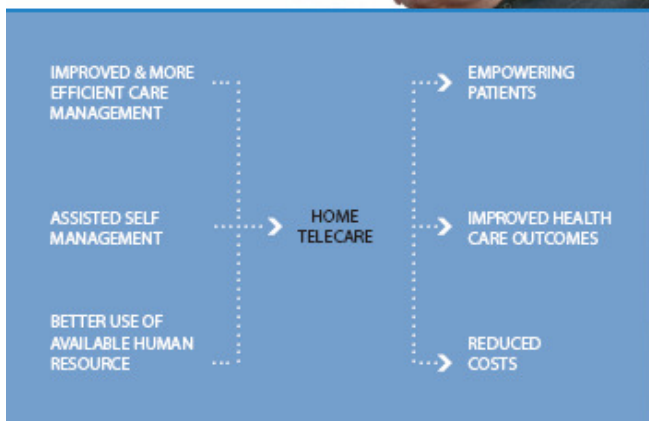 IMPROVED & MORE
EFFICIENT CARE
MANAGEMENT
ASSISTED SELF
MANAGEMENT
BETTER USE OF
AVAILABLE HUMAN
RESOURCE
HOME
TELECARE
EMPOWERING
PATIENTS
IMPROVED HEALTH
CARE OUTCOMES
REDUCED
COSTS